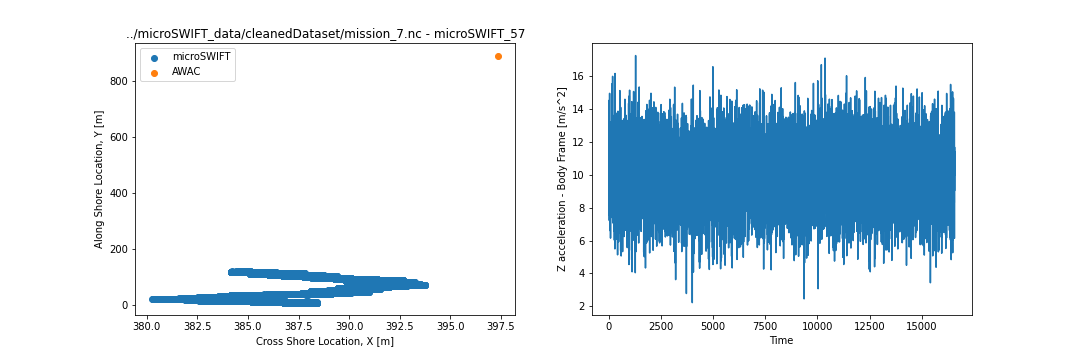 ../microSWIFT_data/cleanedDataset/mission_7.nc - microSWIFT_57
microSWIFT
AWAC
Along Shore Location, Y [m]
800
600
400
200
0
380.0 382.5 385.0 387.5 390.0 392.5 395.0 397.5
Cross Shore Location, X [m]
Z acceleration - Body Frame [m/s^2]
16
14
12
10
8
6
4
2
0 2500 5000 7500 10000 12500 15000
Time